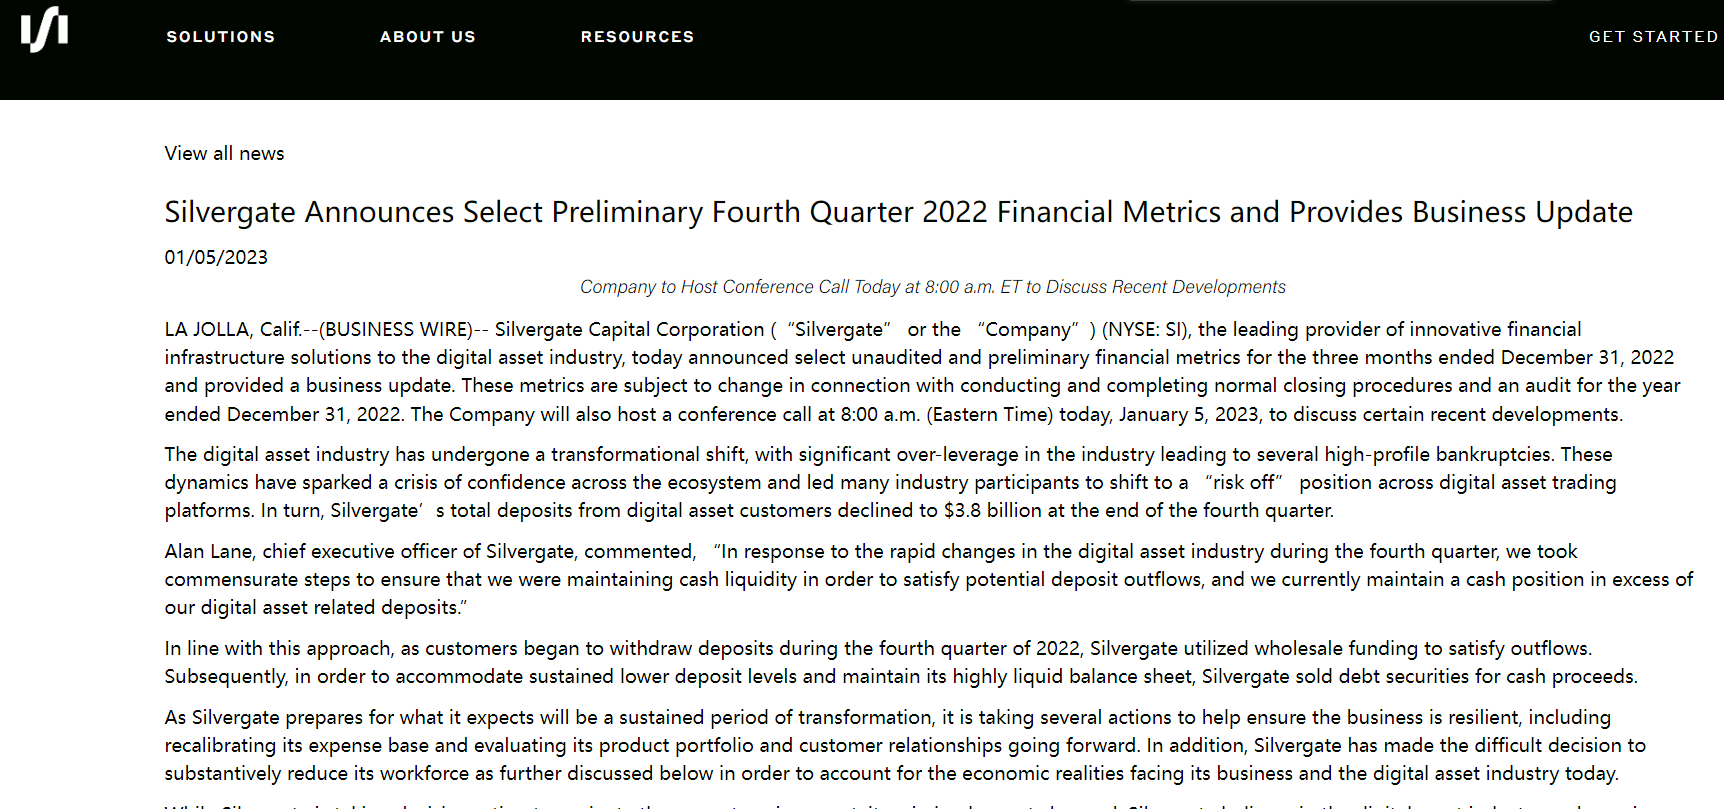 SOLUTIONS ABOUT US RESOURCES GET STARTED
View all news
Silvergate Announces Select Preliminary Fourth Quarter 2022 Financial Metrics and Provides Business Update
01/05/2023
Company to Host Conference Call Today at 8:00 a.m. ET to Discuss Recent Developments
LA JOLLA, Calif.--(BUSINESS WIRE)-- Silvergate Capital Corporation (“Silvergate” or the “Company”) (NYSE: SI), the leading provider of innovative financial
infrastructure solutions to the digital asset industry, today announced select unaudited and preliminary financial metrics for the three months ended December 31, 2022
and provided a business update. These metrics are subject to change in connection with conducting and completing normal closing procedures and an audit for the year
ended December 31, 2022. The Company will also host a conference call at 8:00 a.m. (Eastern Time) today, January 5, 2023, to discuss certain recent developments.
The digital asset industry has undergone a transformational shift, with significant over-leverage in the industry leading to several high-profile bankruptcies. These
dynamics have sparked a crisis of confidence across the ecosystem and led many industry participants to shift to a “risk off” position across digital asset trading
platforms. In turn, Silvergate’s total deposits from digital asset customers declined to $3.8 billion at the end of the fourth quarter.
Alan Lane, chief executive officer of Silvergate, commented, “In response to the rapid changes in the digital asset industry during the fourth quarter, we took
commensurate steps to ensure that we were maintaining cash liquidity in order to satisfy potential deposit outflows, and we currently maintain a cash position in excess of
our digital asset related deposits.”
In line with this approach, as customers began to withdraw deposits during the fourth quarter of 2022, Silvergate utilized wholesale funding to satisfy outflows.
Subsequently, in order to accommodate sustained lower deposit levels and maintain its highly liquid balance sheet, Silvergate sold debt securities for cash proceeds.
As Silvergate prepares for what it expects will be a sustained period of transformation, it is taking several actions to help ensure the business is resilient, including
recalibrating its expense base and evaluating its product portfolio and customer relationships going forward. In addition, Silvergate has made the difficult decision to
substantively reduce its workforce as further discussed below in order to account for the economic realities facing its business and the digital asset industry today.